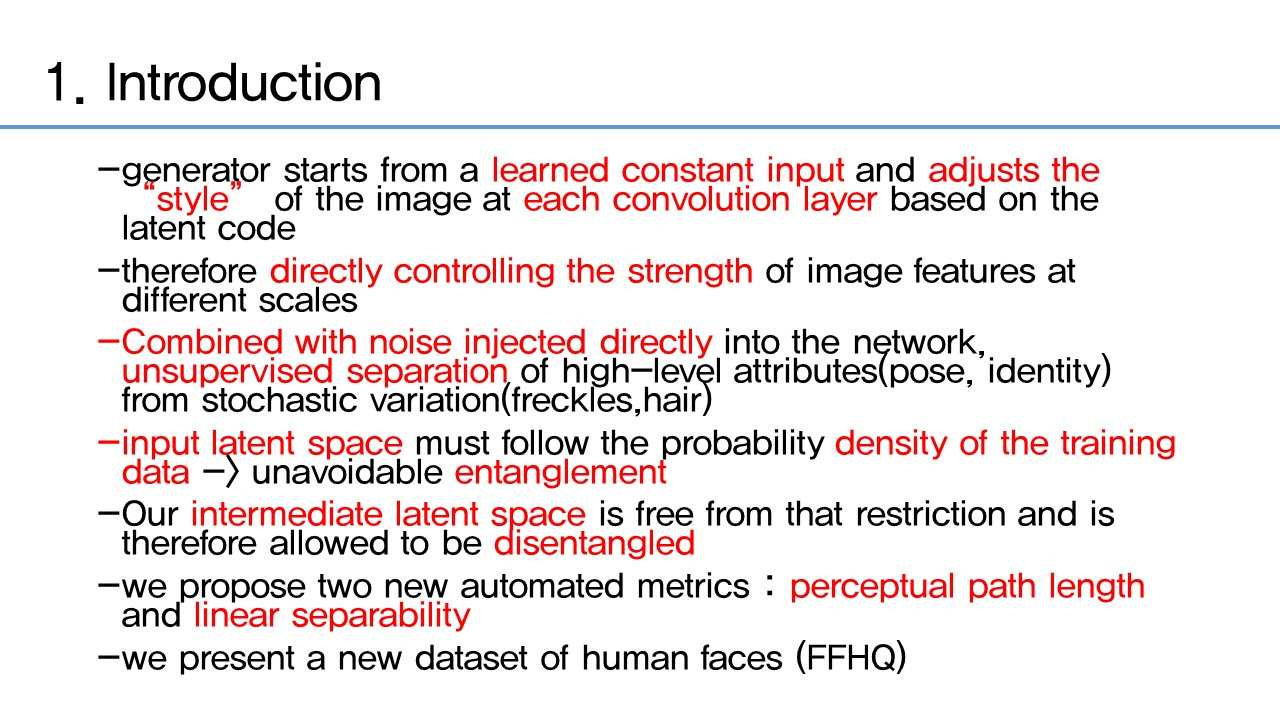 1. Introduction
–generator starts from a learned constant input and adjusts the
“style” of the image at each convolution layer based on the
latent code
–therefore directly controlling the strength of image features at
different scales
–Combined with noise injected directly into the network,
unsupervised separation of high–level attributes(pose, identity)
from stochastic variation(freckles,hair)
–input latent space must follow the probability density of the training
data –> unavoidable entanglement
–Our intermediate latent space is free from that restriction and is
therefore allowed to be disentangled
–we propose two new automated metrics : perceptual path length
and linear separability
–we present a new dataset of human faces (FFHQ)